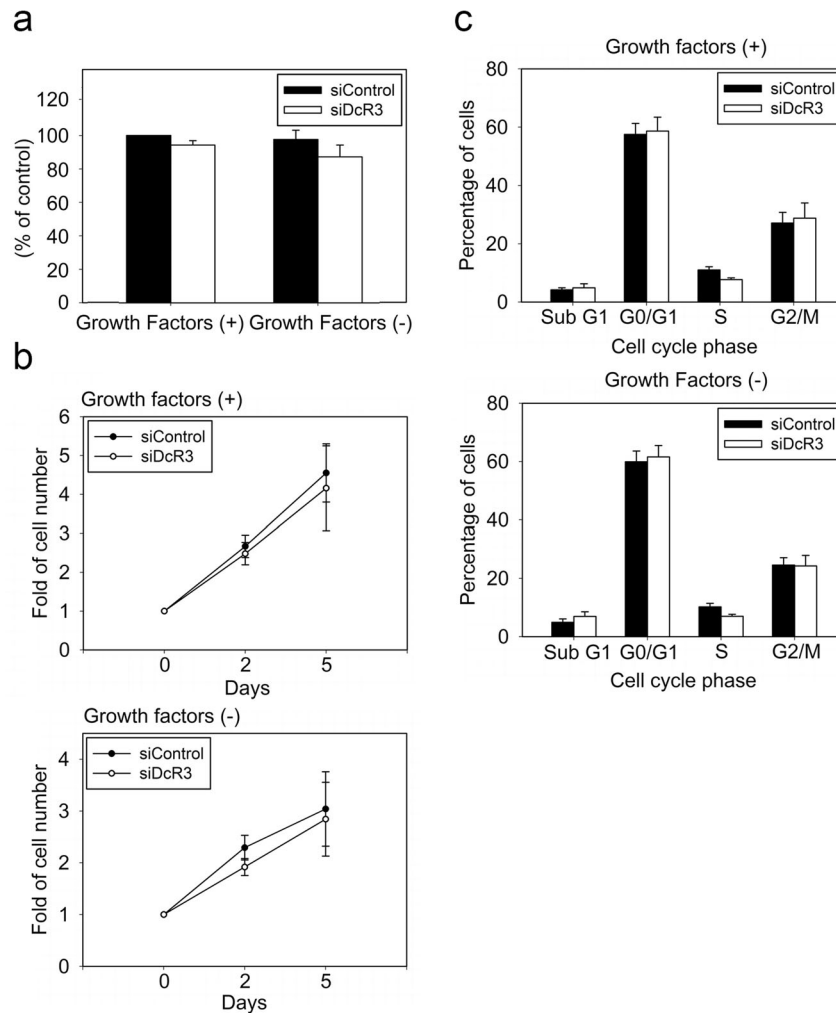 a
(% of control)
120
100
80
60
40
20
0
siControl
siDcR3
Growth Factors (+) Growth Factors (-)
b
Growth factors (+)
Fold of cell number
6
5
4
3
2
1
0
siControl
siDcR3
0 2 5
Days
Growth factors (-)
Fold of cell number
4
3
2
1
0
siControl
siDcR3
0 2 5
Days
c
Growth factors (+)
Percentage of cells
80
60
40
20
0
siControl
siDcR3
Sub G1 G0/G1 S G2/M
Cell cycle phase
Growth Factors (-)
Percentage of cells
80
60
40
20
0
siControl
siDcR3
Sub G1 G0/G1 S G2/M
Cell cycle phase